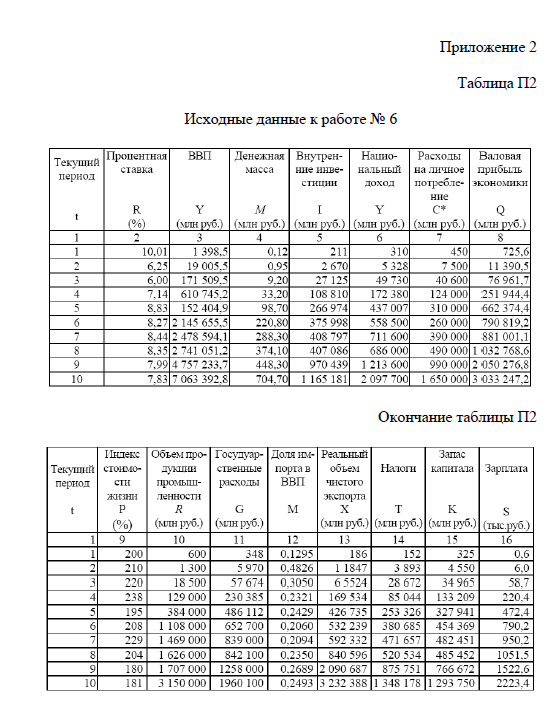 Приложение 2
Таблица П2
Исходные данные к работе № 6
Текущий период t | Процентная ставка R (%) | ВВП Y (млн руб.) | Денежная масса M (млн руб.) | Внутрен- ние инве- стиции I (млн руб.) | Нацио- нальный доход Y (млн руб.) | Расходы на личное потребле- ние C* (млн руб.) | Валовая прибыль экономики Q (млн руб.)
1 | 2 | 3 | 4 | 5 | 6 | 7 | 8
1 | 10,01 | 1 398,5 | 0,12 | 211 | 310 | 450 | 725,6
2 | 6,25 | 19 005,5 | 0,95 | 2 670 | 5 328 | 7 500 | 11 390,5
3 | 6,00 | 171 509,5 | 9,20 | 27 125 | 49 730 | 40 600 | 76 961,7
4 | 7,14 | 610 745,2 | 33,20 | 108 810 | 172 380 | 124 000 | 251 944,4
5 | 8,83 | 152 404,9 | 98,70 | 266 974 | 437 007 | 310 000 | 662 374,4
6 | 8,27 | 2 145 655,5 | 220,80 | 375 998 | 558 500 | 260 000 | 790 819,2
7 | 8,44 | 2 478 594,1 | 288,30 | 408 797 | 711 600 | 390 000 | 881 001,1
8 | 8,35 | 2 741 051,2 | 374,10 | 407 086 | 686 000 | 490 000 | 1 032 768,6
9 | 7,99 | 4 757 233,7 | 448,30 | 970 439 | 1 213 600 | 990 000 | 2 050 276,8
10 | 7,83 | 7 063 392,8 | 704,70 | 1 165 181 | 2 097 700 | 1 650 000 | 3 033 247,2
Окончание таблицы П2
Текущий период t | Индекс стоимо- сти жизни P (%) | Объем про- дукции промыш- ленности R (млн руб.) | Государ- ственные расходы G (млн руб.) | Доля им- порта в ВВП M | Реальный объем чистого экспорта X (млн руб.) | Налоги T (млн руб.) | Запас капитала K (млн руб.) | Зарплата S (тыс.руб.)
1 | 9 | 10 | 11 | 12 | 13 | 14 | 15 | 16
1 | 200 | 600 | 348 | 0,1295 | 186 | 152 | 325 | 0.6
2 | 210 | 1 300 | 5 970 | 0,4826 | 1 1847 | 3 893 | 4 550 | 6,0
3 | 220 | 18 500 | 57 674 | 0,3050 | 6 5524 | 28 672 | 34 965 | 58,7
4 | 238 | 129 000 | 230 385 | 0,2321 | 169 534 | 85 044 | 133 209 | 220,4
5 | 195 | 384 000 | 486 112 | 0,2429 | 426 735 | 253 326 | 327 941 | 472.4
6 | 208 | 1 108 000 | 652 700 | 0,2060 | 532 239 | 380 685 | 454 369 | 790,2
7 | 229 | 1 469 000 | 839 000 | 0,2094 | 592 332 | 471 657 | 482 451 | 950,2
8 | 204 | 1 626 000 | 842 100 | 0,2350 | 840 596 | 520 534 | 485 452 | 1051,5
9 | 180 | 1 707 000 | 1258 000 | 0,2689 | 2 090 687 | 875 751 | 766 672 | 1522,6
10 | 181 | 3 150 000 | 1960 100 | 0,2493 | 3 232 388 | 1 348 178 | 1 293 750 | 2223,4